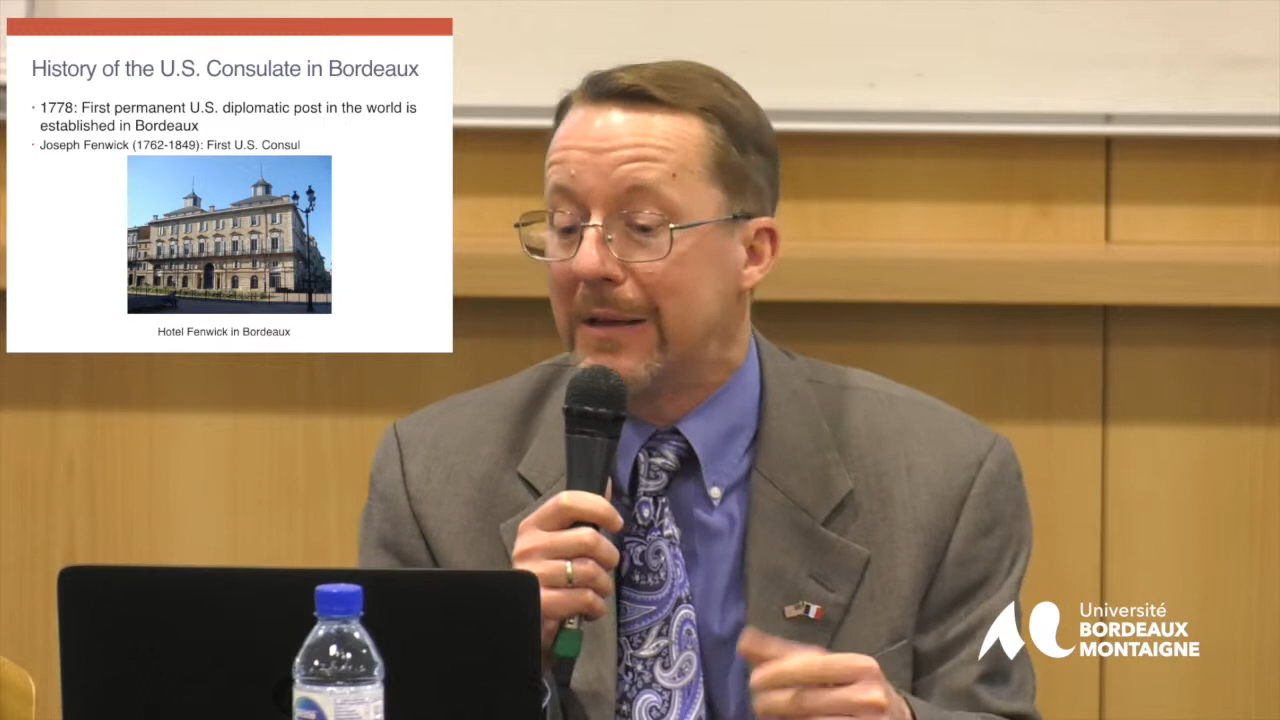 History of the U.S. Consulate in Bordeaux
· 1778: First permanent U.S. diplomatic post in the world is
established in Bordeaux
· Joseph Fenwick (1762-1849): First U.S. Consul
Hotel Fenwick in Bordeaux
Université
BORDEAUX
MONTAIGNE